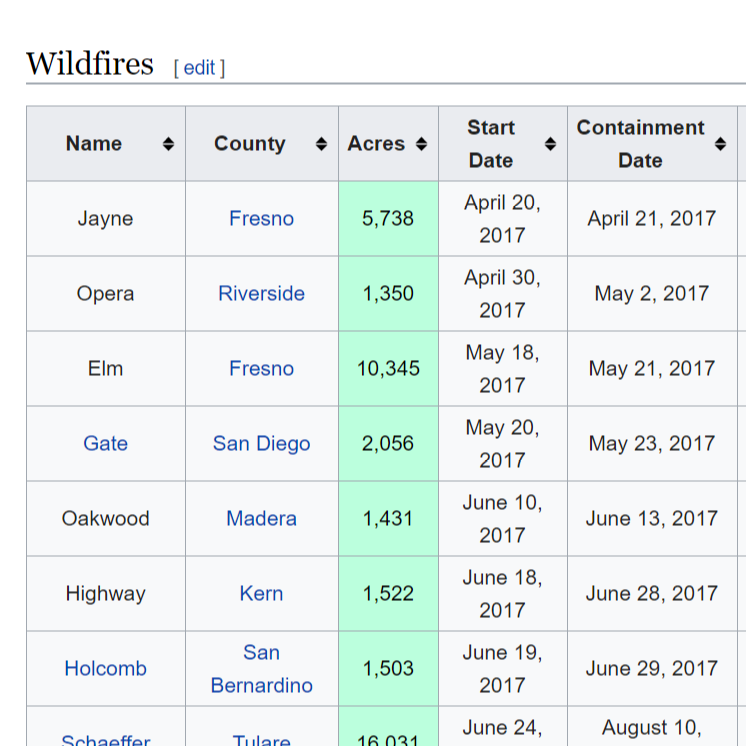 Wildfires [ edit ]
Name County Acres Start Date Containment Date
Jayne Fresno 5,738 April 20, 2017 April 21, 2017
Opera Riverside 1,350 April 30, 2017 May 2, 2017
Elm Fresno 10,345 May 18, 2017 May 21, 2017
Gate San Diego 2,056 May 20, 2017 May 23, 2017
Oakwood Madera 1,431 June 10, 2017 June 13, 2017
Highway Kern 1,522 June 18, 2017 June 28, 2017
Holcomb San Bernardino 1,503 June 19, 2017 June 29, 2017
Schaeffer Tulare 16,031 June 24, August 10,